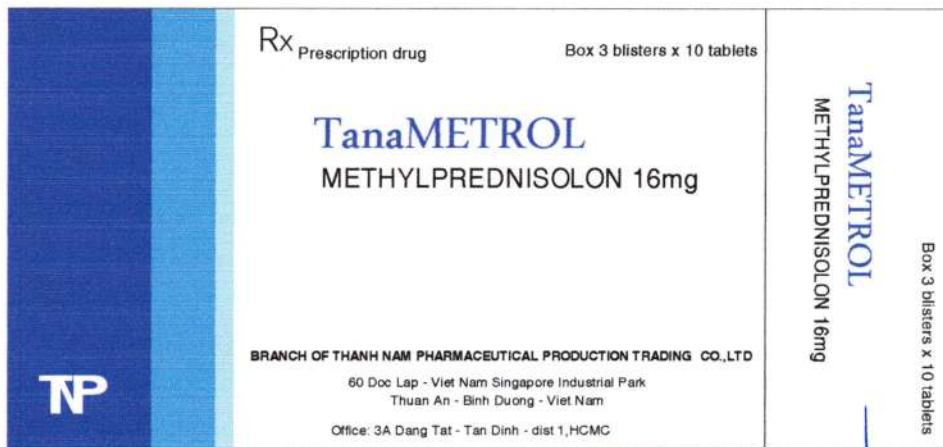 Rx Prescription drug
Box 3 blisters x 10 tablets
TanaMETROL
METHYLPREDNISOLON 16mg
BRANCH OF THANH NAM PHARMACEUTICAL PRODUCTION TRADING CO.,LTD
60 Doc Lap - Viet Nam Singapore Industrial Park
Thuan An - Binh Duong - Viet Nam
Office: 3A Dang Tat - Tan Dinh - dist 1,HCMC
TNP
TanaMETROL
METHYLPREDNISOLON 16mg
Box 3 blisters x 10 tablets